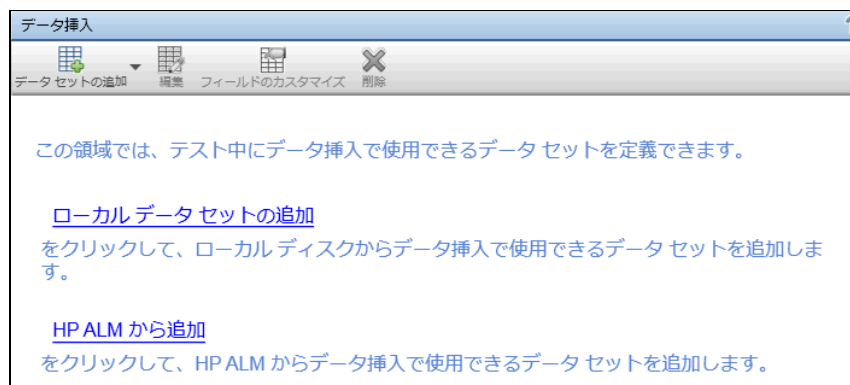 データ挿入
データ セットの追加 編集 フィールドのカスタマイズ 削除
この領域では、テスト中にデータ挿入で使用できるデータ セットを定義できます。
ローカル データ セットの追加
をクリックして、ローカル ディスクからデータ挿入で使用できるデータ セットを追加しま
す。
HP ALM から追加
をクリックして、HP ALM からデータ挿入で使用できるデータ セットを追加します。